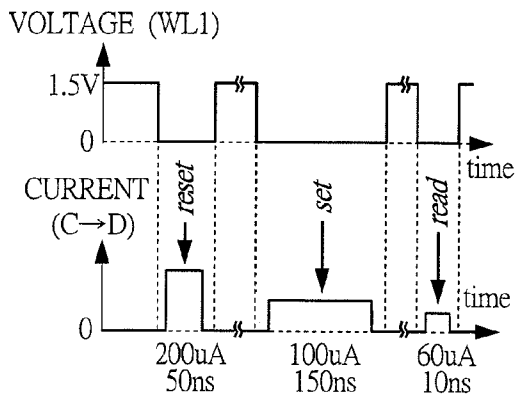 VOLTAGE (WL1)
1.5V
0
time
CURRENT
(C→D)
reset
set
read
time
0
200uA
50ns
100uA
150ns
60uA
10ns